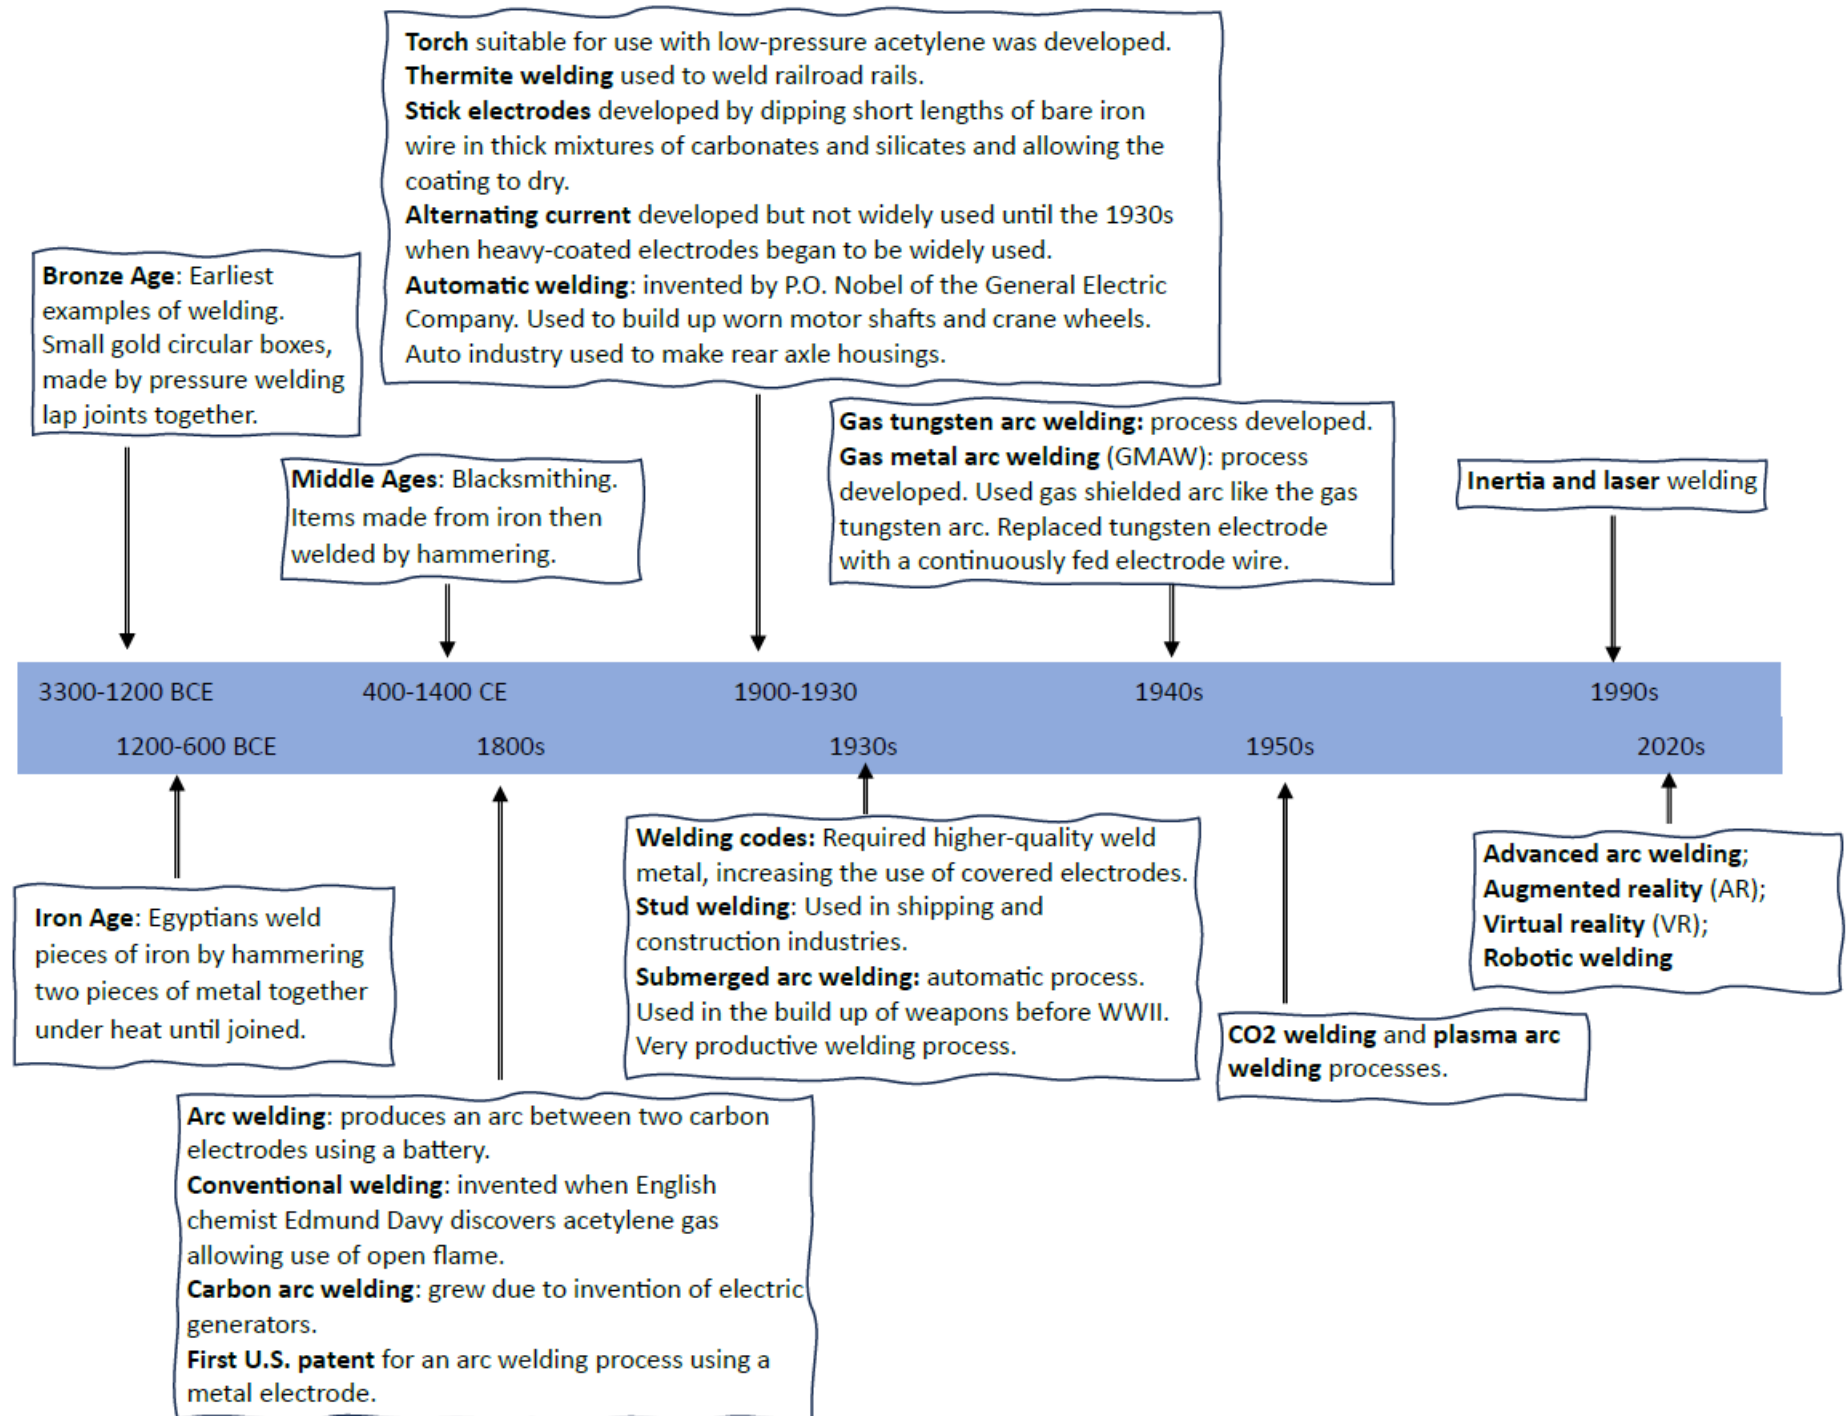 Torch suitable for use with low-pressure acetylene was developed.
Thermite welding used to weld railroad rails.
Stick electrodes developed by dipping short lengths of bare iron
wire in thick mixtures of carbonates and silicates and allowing the
coating to dry.
Alternating current developed but not widely used until the 1930s
when heavy-coated electrodes began to be widely used.
Automatic welding: invented by P.O. Nobel of the General Electric
Company. Used to build up worn motor shafts and crane wheels.
Auto industry used to make rear axle housings.
Bronze Age: Earliest
examples of welding.
Small gold circular boxes,
made by pressure welding
lap joints together.
Middle Ages: Blacksmithing.
Items made from iron then
welded by hammering.
Gas tungsten arc welding: process developed.
Gas metal arc welding (GMAW): process
developed. Used gas shielded arc like the gas
tungsten arc. Replaced tungsten electrode
with a continuously fed electrode wire.
Inertia and laser welding
3300-1200 BCE
400-1400 CE
1900-1930
1940s
1990s
1200-600 BCE
1800s
1930s
1950s
2020s
Iron Age: Egyptians weld
pieces of iron by hammering
two pieces of metal together
under heat until joined.
Welding codes: Required higher-quality weld
metal, increasing the use of covered electrodes.
Stud welding: Used in shipping and
construction industries.
Submerged arc welding: automatic process.
Used in the build up of weapons before WWII.
Very productive welding process.
Advanced arc welding;
Augmented reality (AR);
Virtual reality (VR);
Robotic welding
CO2 welding and plasma arc
welding processes.
Arc welding: produces an arc between two carbon
electrodes using a battery.
Conventional welding: invented when English
chemist Edmund Davy discovers acetylene gas
allowing use of open flame.
Carbon arc welding: grew due to invention of electric
generators.
First U.S. patent for an arc welding process using a
metal electrode.